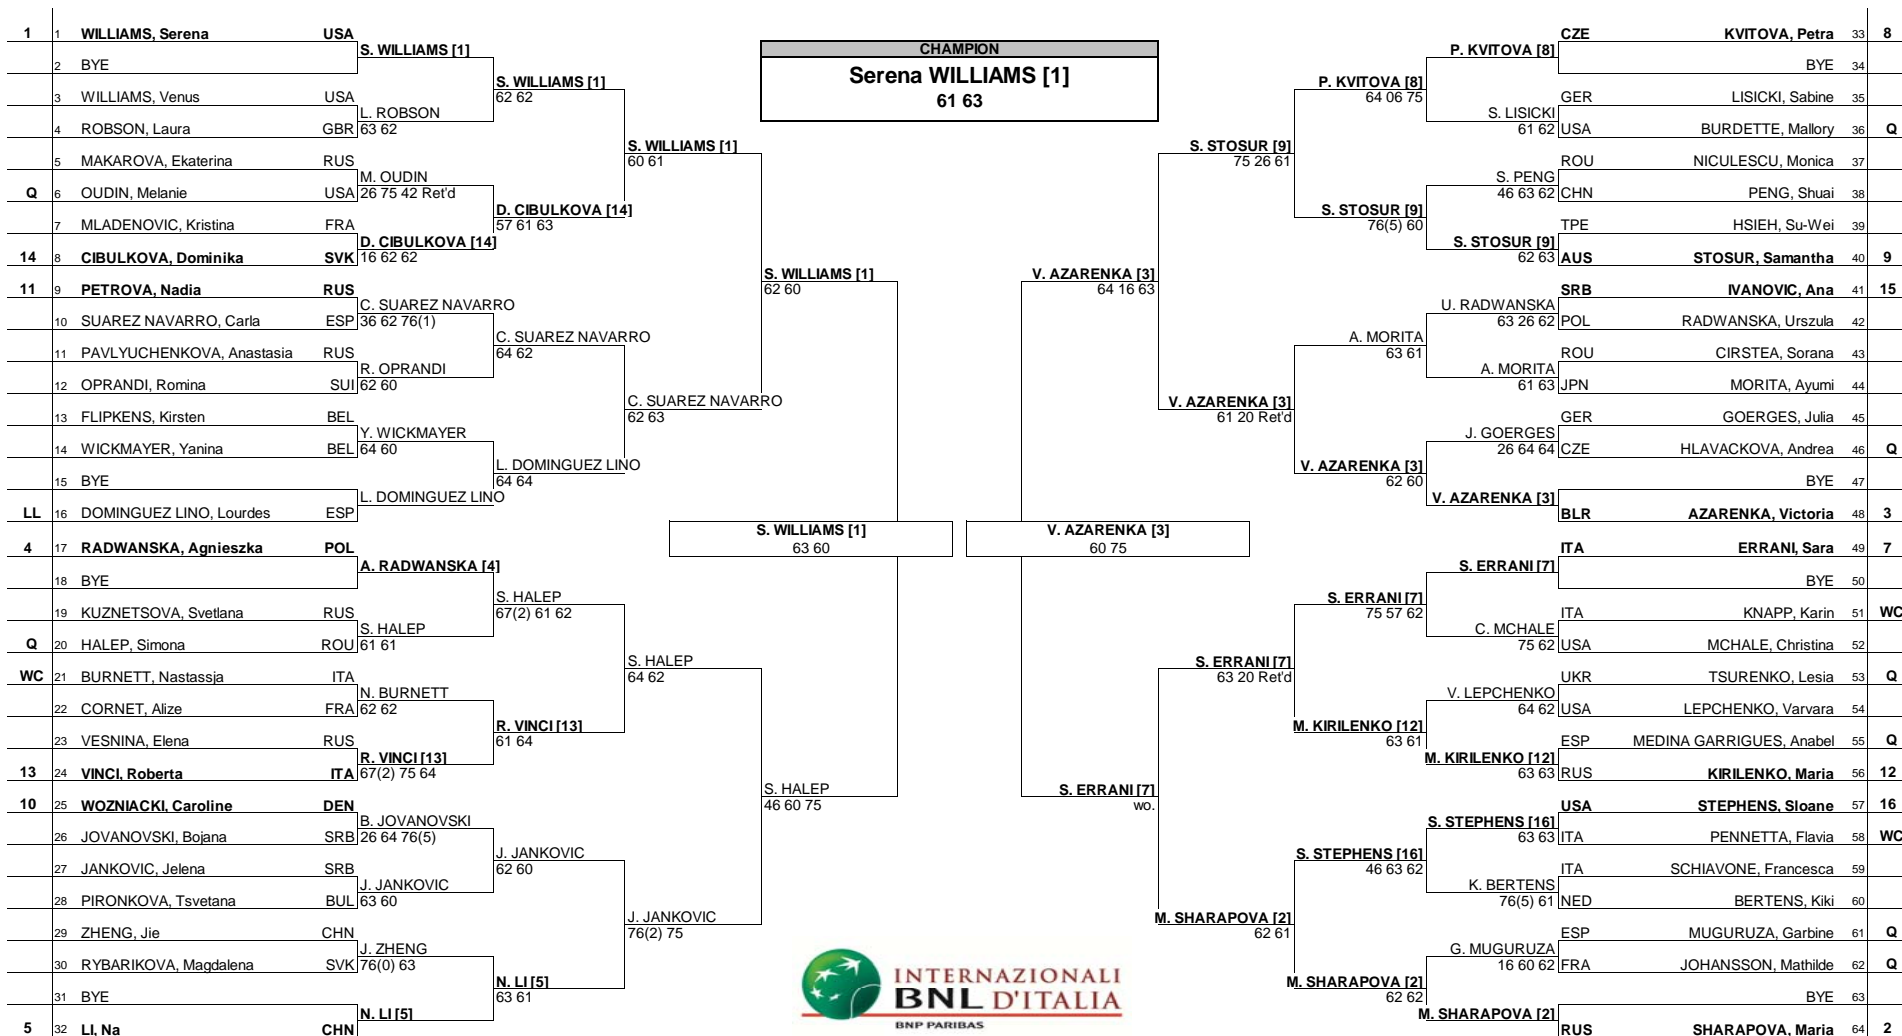 1 1 WILLIAMS, Serena USA
2 BYE
3 WILLIAMS, Venus USA
4 ROBSON, Laura GBR
5 MAKAROVA, Ekaterina RUS
Q 6 OUDIN, Melanie USA
7 MLADENOVIC, Kristina FRA
14 8 CIBULKOVA, Dominika SVK
11 9 PETROVA, Nadia RUS
10 SUAREZ NAVARRO, Carla ESP
11 PAVLYUCHENKOVA, Anastasia RUS
12 OPRANDI, Romina SUI
13 FLIPKENS, Kirsten BEL
14 WICKMAYER, Yanina BEL
15 BYE
LL 16 DOMINGUEZ LINO, Lourdes ESP
4 17 RADWANSKA, Agnieszka POL
18 BYE
19 KUZNETSOVA, Svetlana RUS
Q 20 HALEP, Simona ROU
WC 21 BURNETT, Nastassja ITA
22 CORNET, Alize FRA
23 VESNINA, Elena RUS
13 24 VINCI, Roberta ITA
10 25 WOZNIACKI, Caroline DEN
26 JOVANOVSKI, Bojana SRB
27 JANKOVIC, Jelena SRB
28 PIRONKOVA, Tsvetana BUL
29 ZHENG, Jie CHN
30 RYBARIKOVA, Magdalena SVK
31 BYE
5 32 LI, Na CHN
S. WILLIAMS [1]
L. ROBSON
63 62
M. OUDIN
26 75 42 Ret'd
D. CIBULKOVA [14]
16 62 62
C. SUAREZ NAVARRO
36 62 76(1)
R. OPRANDI
62 60
Y. WICKMAYER
64 60
L. DOMINGUEZ LINO
A. RADWANSKA [4]
S. HALEP
61 61
N. BURNETT
62 62
R. VINCI [13]
67(2) 75 64
B. JOVANOVSKI
26 64 76(5)
J. JANKOVIC
63 60
J. ZHENG
76(0) 63
N. LI [5]
S. WILLIAMS [1]
62 62
D. CIBULKOVA [14]
57 61 63
C. SUAREZ NAVARRO
64 62
L. DOMINGUEZ LINO
64 64
S. HALEP
67(2) 61 62
R. VINCI [13]
61 64
J. JANKOVIC
62 60
N. LI [5]
63 61
S. WILLIAMS [1]
60 61
C. SUAREZ NAVARRO
62 63
S. HALEP
64 62
J. JANKOVIC
76(2) 75
S. WILLIAMS [1]
62 60
S. HALEP
46 60 75
CHAMPION
Serena WILLIAMS [1]
61 63
S. WILLIAMS [1]
63 60
V. AZARENKA [3]
60 75
INTERNAZIONALI
BNL D'ITALIA
BNP PARIBAS
V. AZARENKA [3]
64 16 63
S. ERRANI [7]
wo.
S. STOSUR [9]
75 26 61
V. AZARENKA [3]
61 20 Ret'd
S. ERRANI [7]
63 20 Ret'd
M. SHARAPOVA [2]
62 61
P. KVITOVA [8]
64 06 75
S. STOSUR [9]
76(5) 60
A. MORITA
63 61
V. AZARENKA [3]
62 60
S. ERRANI [7]
75 57 62
M. KIRILENKO [12]
63 61
S. STEPHENS [16]
46 63 62
M. SHARAPOVA [2]
62 62
P. KVITOVA [8]
S. LISICKI
61 62
S. PENG
46 63 62
S. STOSUR [9]
62 63
U. RADWANSKA
63 26 62
A. MORITA
61 63
J. GOERGES
26 64 64
V. AZARENKA [3]
S. ERRANI [7]
C. MCHALE
75 62
V. LEPCHENKO
64 62
M. KIRILENKO [12]
63 63
S. STEPHENS [16]
63 63
K. BERTENS
76(5) 61
G. MUGURUZA
16 60 62
M. SHARAPOVA [2]
CZE KVITOVA, Petra 33 8
BYE 34
GER LISICKI, Sabine 35
USA BURDETTE, Mallory 36 Q
ROU NICULESCU, Monica 37
CHN PENG, Shuai 38
TPE HSIEH, Su-Wei 39
AUS STOSUR, Samantha 40 9
SRB IVANOVIC, Ana 41 15
POL RADWANSKA, Urszula 42
ROU CIRSTEA, Sorana 43
JPN MORITA, Ayumi 44
GER GOERGES, Julia 45
CZE HLAVACKOVA, Andrea 46 Q
BYE 47
BLR AZARENKA, Victoria 48 3
ITA ERRANI, Sara 49 7
BYE 50
ITA KNAPP, Karin 51 WC
USA MCHALE, Christina 52
UKR TSURENKO, Lesia 53 Q
USA LEPCHENKO, Varvara 54
ESP MEDINA GARRIGUES, Anabel 55 Q
RUS KIRILENKO, Maria 56 12
USA STEPHENS, Sloane 57 16
ITA PENNETTA, Flavia 58 WC
ITA SCHIAVONE, Francesca 59
NED BERTENS, Kiki 60
ESP MUGURUZA, Garbine 61 Q
FRA JOHANSSON, Mathilde 62 Q
BYE 63
RUS SHARAPOVA, Maria 64 2